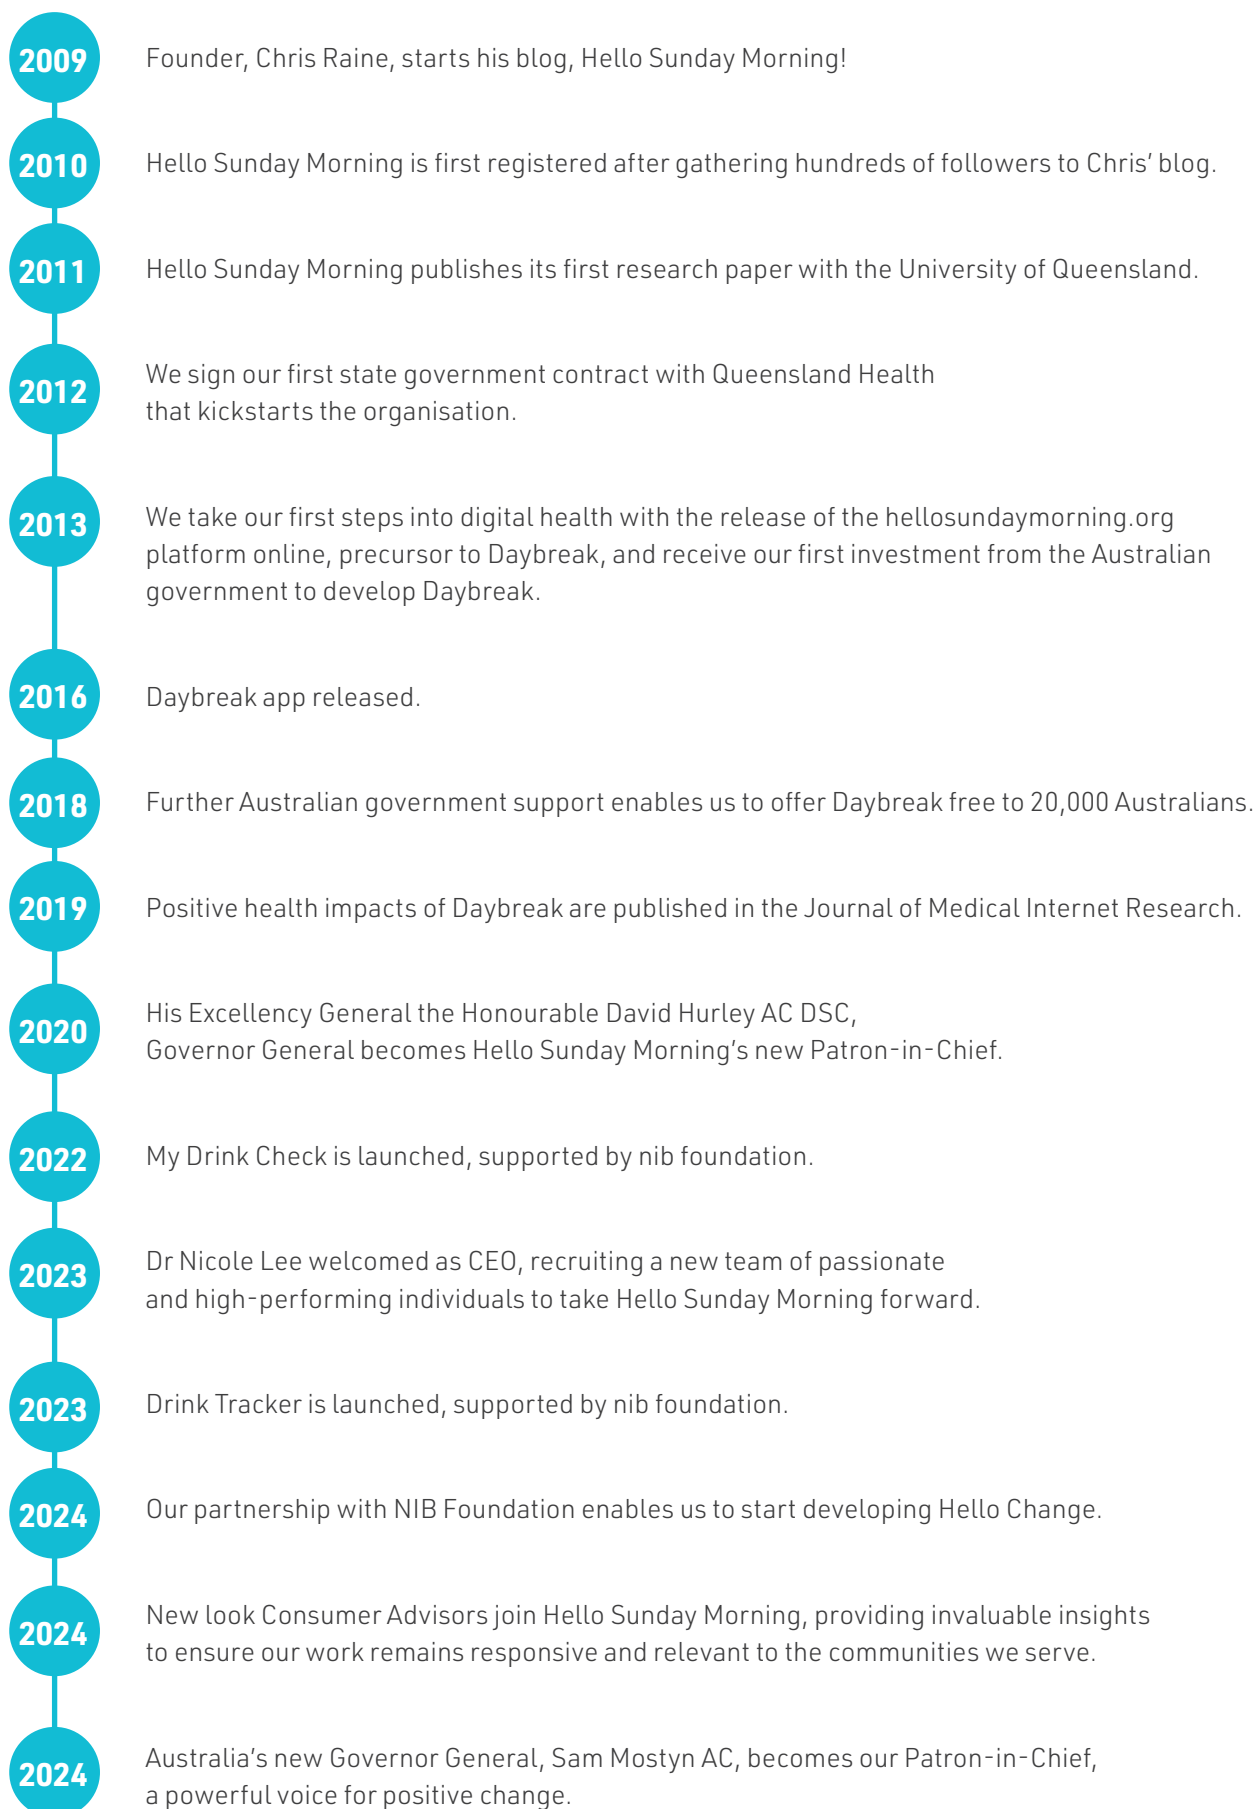 2009
Founder, Chris Raine, starts his blog, Hello Sunday Morning!
2010
Hello Sunday Morning is first registered after gathering hundreds of followers to Chris’ blog.
2011
Hello Sunday Morning publishes its first research paper with the University of Queensland.
2012
We sign our first state government contract with Queensland Health
that kickstarts the organisation.
2013
We take our first steps into digital health with the release of the hellosundaymorning.org
platform online, precursor to Daybreak, and receive our first investment from the Australian
government to develop Daybreak.
2016
Daybreak app released.
2018
Further Australian government support enables us to offer Daybreak free to 20,000 Australians.
2019
Positive health impacts of Daybreak are published in the Journal of Medical Internet Research.
2020
His Excellency General the Honourable David Hurley AC DSC,
Governor General becomes Hello Sunday Morning’s new Patron-in-Chief.
2022
My Drink Check is launched, supported by nib foundation.
2023
Dr Nicole Lee welcomed as CEO, recruiting a new team of passionate
and high-performing individuals to take Hello Sunday Morning forward.
2023
Drink Tracker is launched, supported by nib foundation.
2024
Our partnership with NIB Foundation enables us to start developing Hello Change.
2024
New look Consumer Advisors join Hello Sunday Morning, providing invaluable insights
to ensure our work remains responsive and relevant to the communities we serve.
2024
Australia’s new Governor General, Sam Mostyn AC, becomes our Patron-in-Chief,
a powerful voice for positive change.